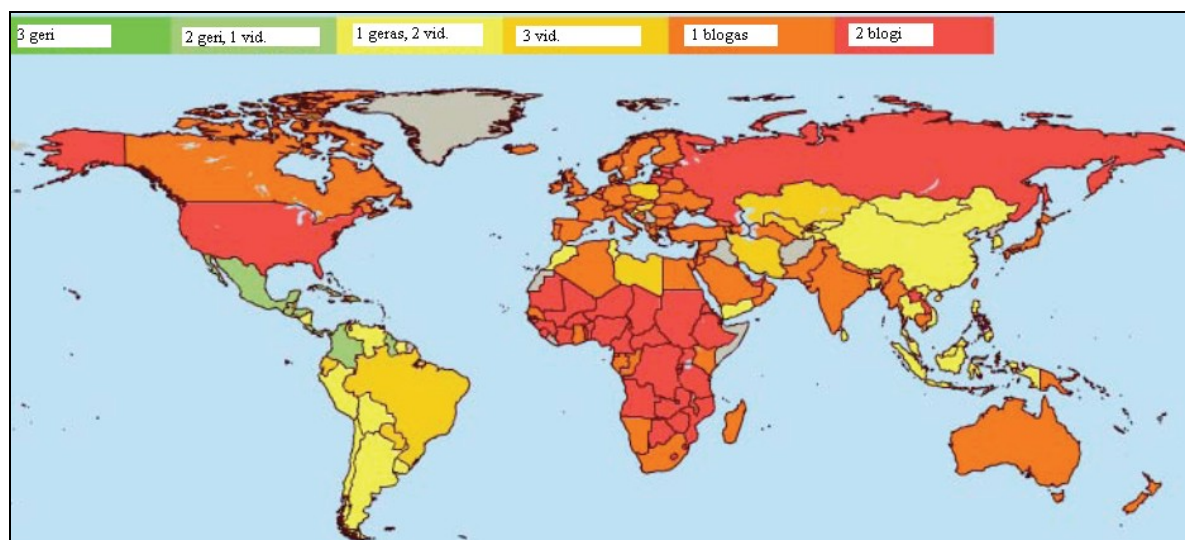 3 geri
2 geri, 1 vid.
1 geras, 2 vid.
3 vid.
1 blogas
2 blogi